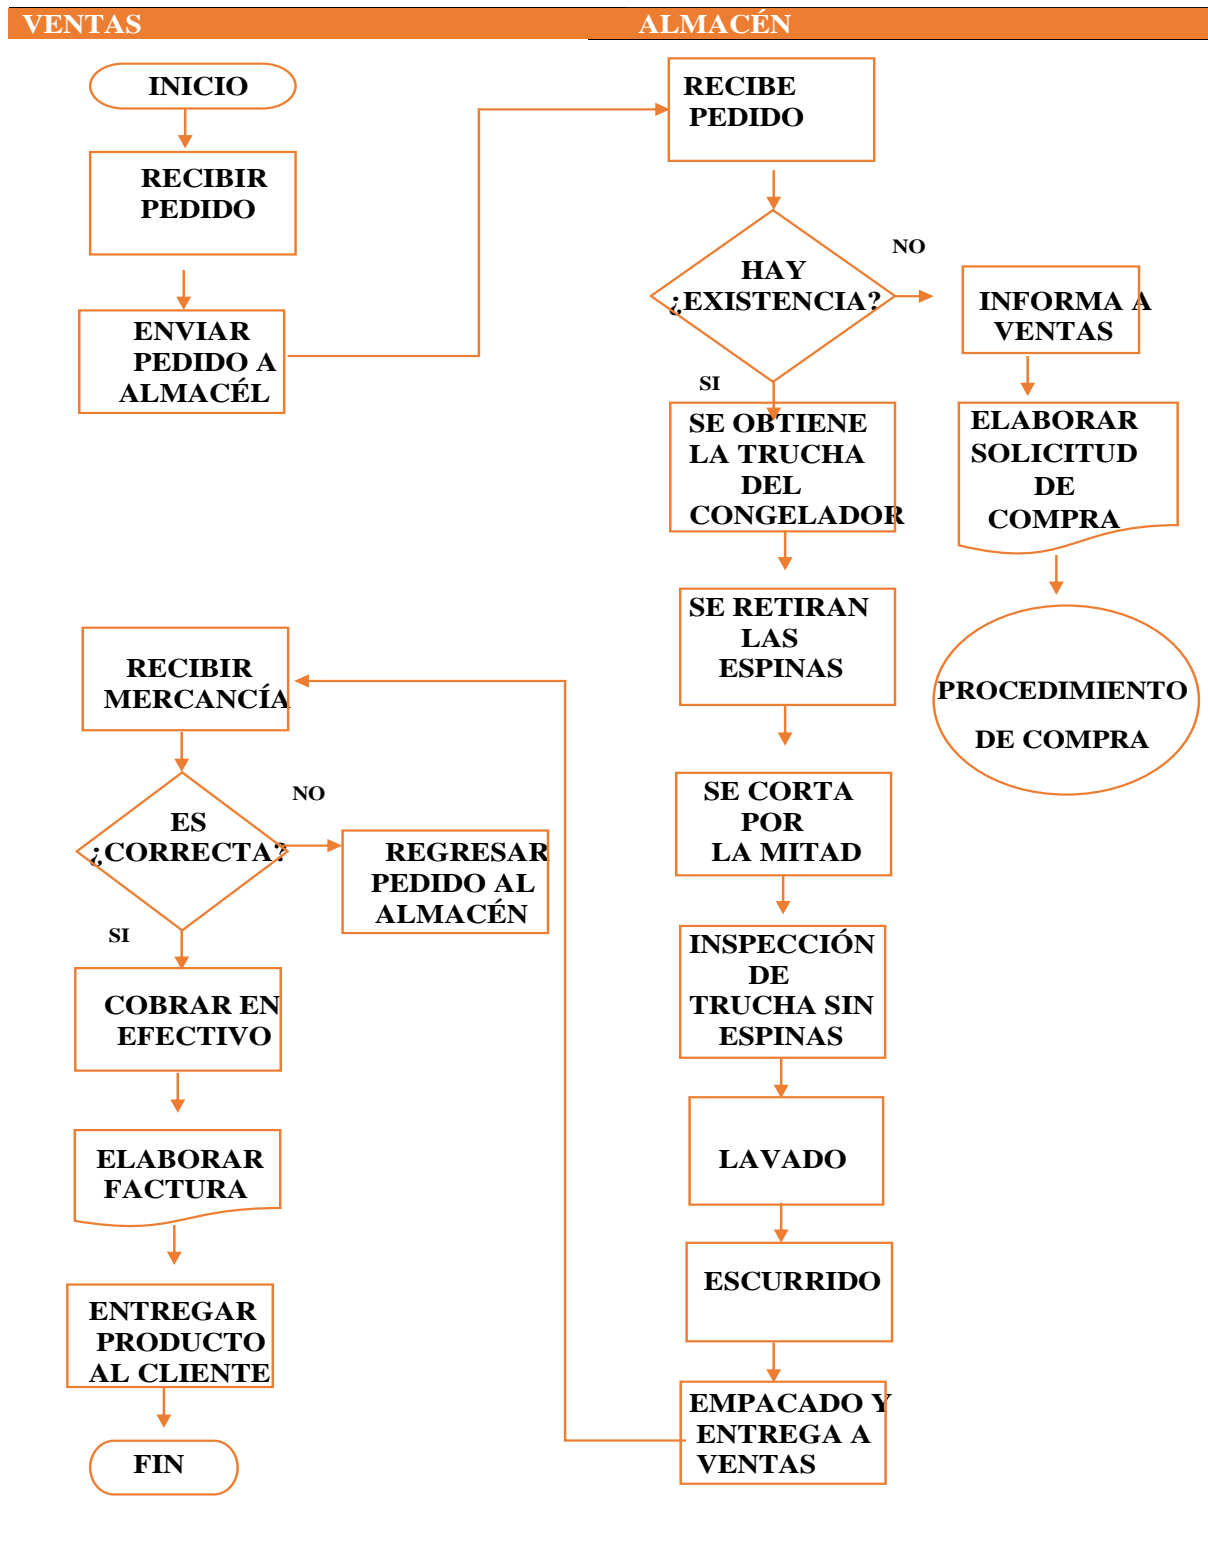 VENTAS
ALMACÉN
INICIO
RECIBIR
PEDIDO
ENVIAR
PEDIDO A
ALMACÉL
RECIBE
PEDIDO
HAY
¿EXISTENCIA?
NO
SI
INFORMA A
VENTAS
ELABORAR
SOLICITUD
DE
COMPRA
PROCEDIMIENTO
DE COMPRA
SE OBTIENE
LA TRUCHA
DEL
CONGELADOR
SE RETIRAN
LAS
ESPINAS
SE CORTA
POR
LA MITAD
INSPECCIÓN
DE
TRUCHA SIN
ESPINAS
LAVADO
ESCURRIDO
EMPACADO Y
ENTREGA A
VENTAS
RECIBIR
MERCANCÍA
ES
¿CORRECTA?
NO
REGRESAR
PEDIDO AL
ALMACÉN
SI
COBRAR EN
EFECTIVO
ELABORAR
FACTURA
ENTREGAR
PRODUCTO
AL CLIENTE
FIN